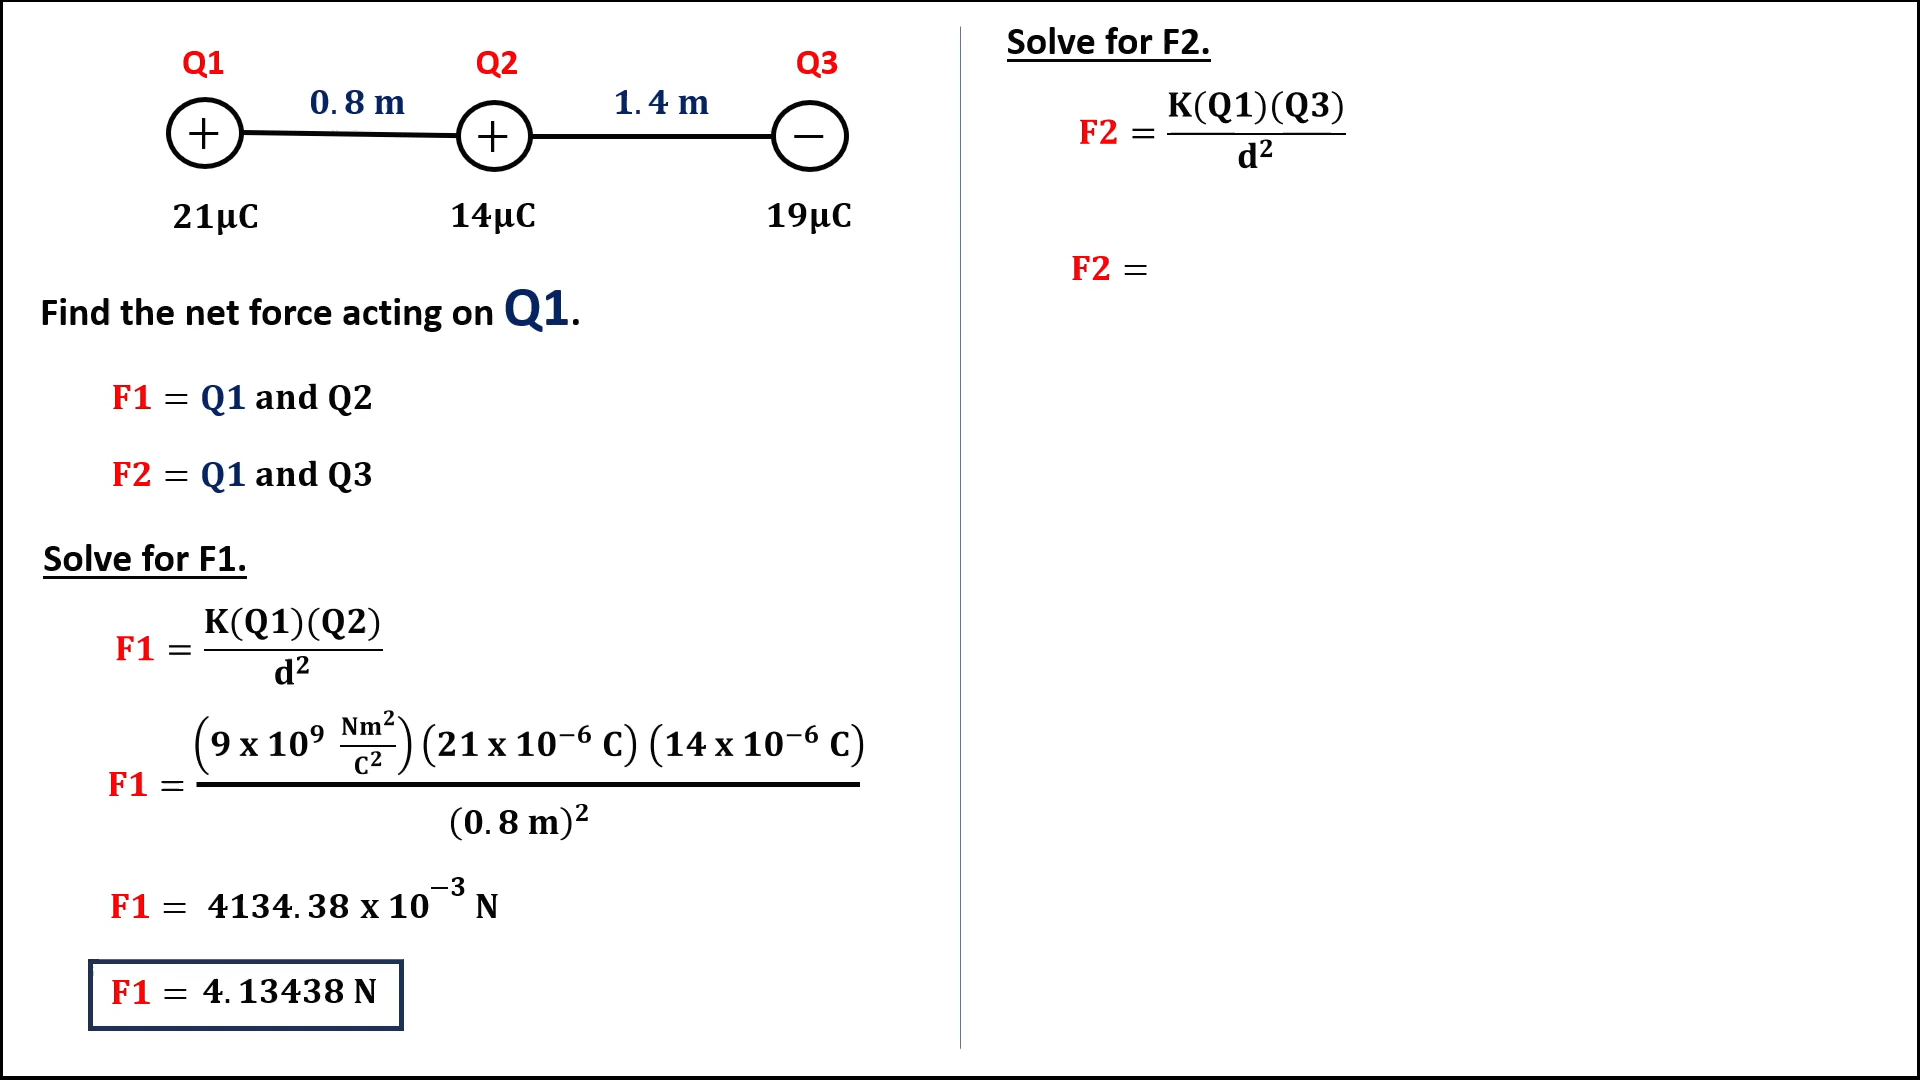 Q1 Q2 Q3
0.8 m 1.4 m
+ + −
21μC 14μC 19μC
Find the net force acting on Q1.
F1 = Q1 and Q2
F2 = Q1 and Q3
Solve for F1.
F1 = K(Q1)(Q2) / d²
F1 = (9 x 10⁹ Nm²/C²) (21 x 10⁻⁶ C) (14 x 10⁻⁶ C) / (0.8 m)²
F1 = 4134.38 x 10⁻³ N
F1 = 4.13438 N
Solve for F2.
F2 = K(Q1)(Q3) / d²
F2 =